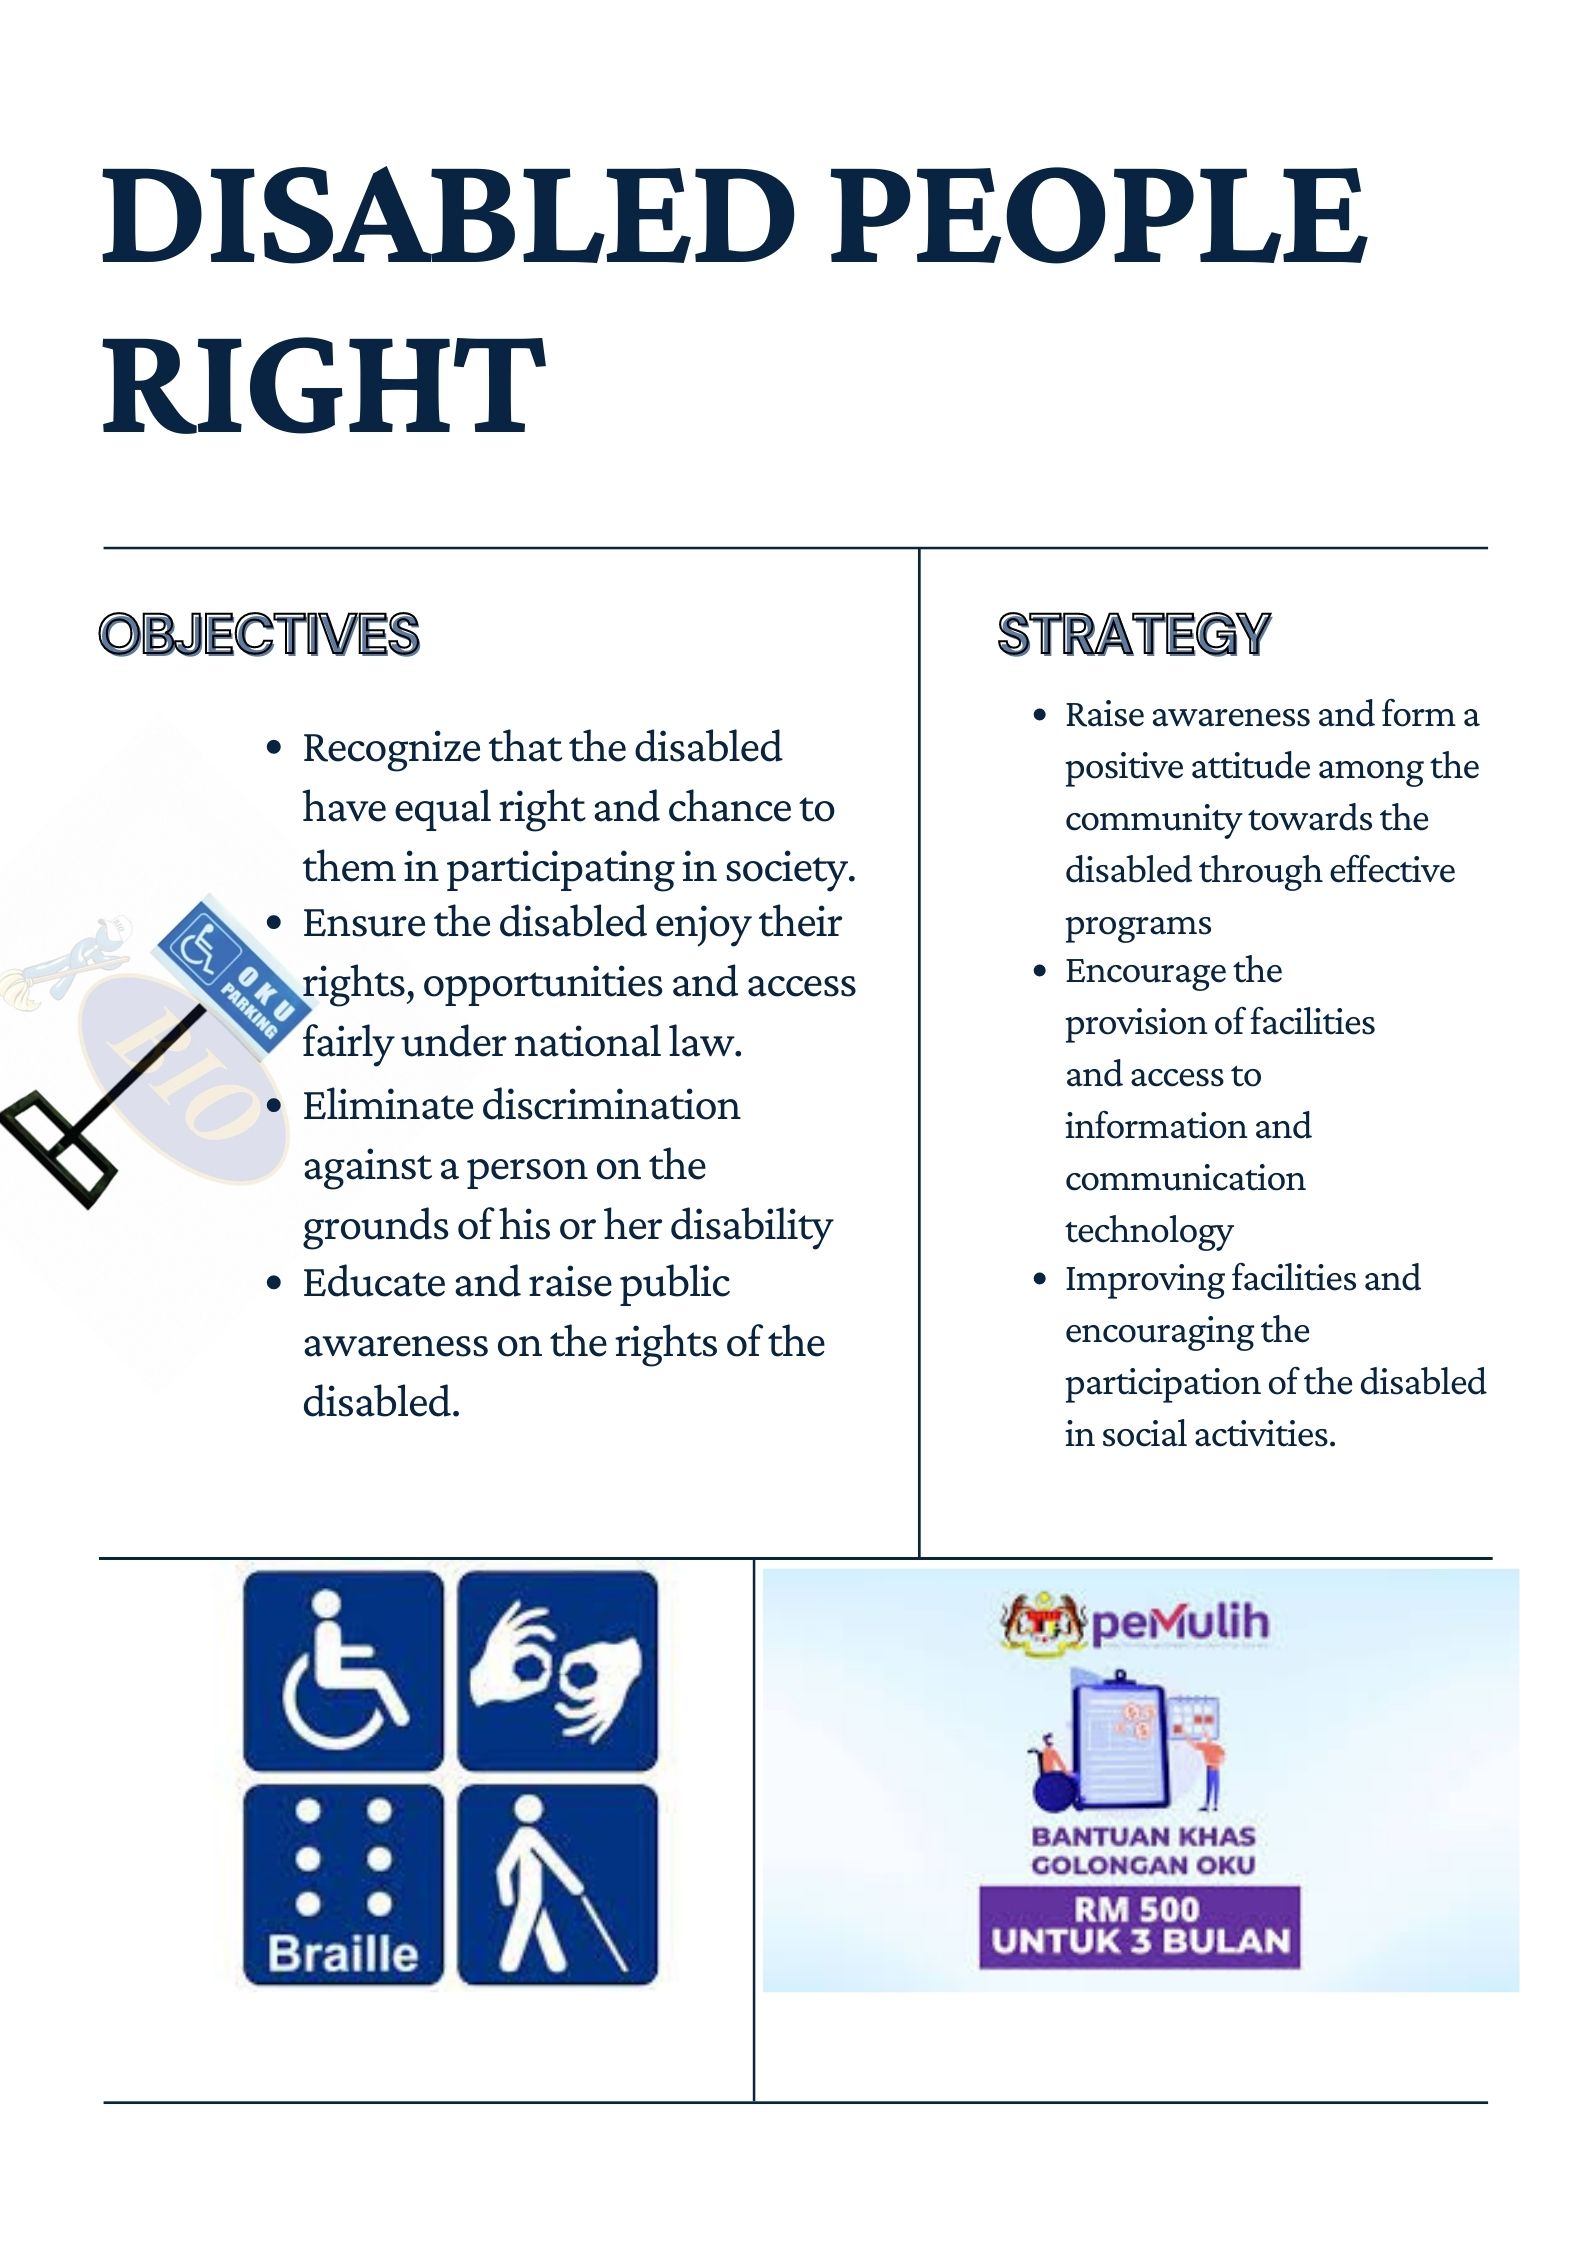 DISABLED PEOPLE
RIGHT
OBJECTIVES
Recognize that the disabled
have equal right and chance to
them in participating in society.
Ensure the disabled enjoy their
rights, opportunities and access
fairly under national law.
Eliminate discrimination
against a person on the
grounds of his or her disability
Educate and raise public
awareness on the rights of the
disabled.
OKU
PARKING
BIO
STRATEGY
Raise awareness and form a
positive attitude among the
community towards the
disabled through effective
programs
Encourage the
provision of facilities
and access to
information and
communication
technology
Improving facilities and
encouraging the
participation of the disabled
in social activities.
Braille
peMulih
BANTUAN KHAS
GOLONGAN OKU
RM 500
UNTUK 3 BULAN